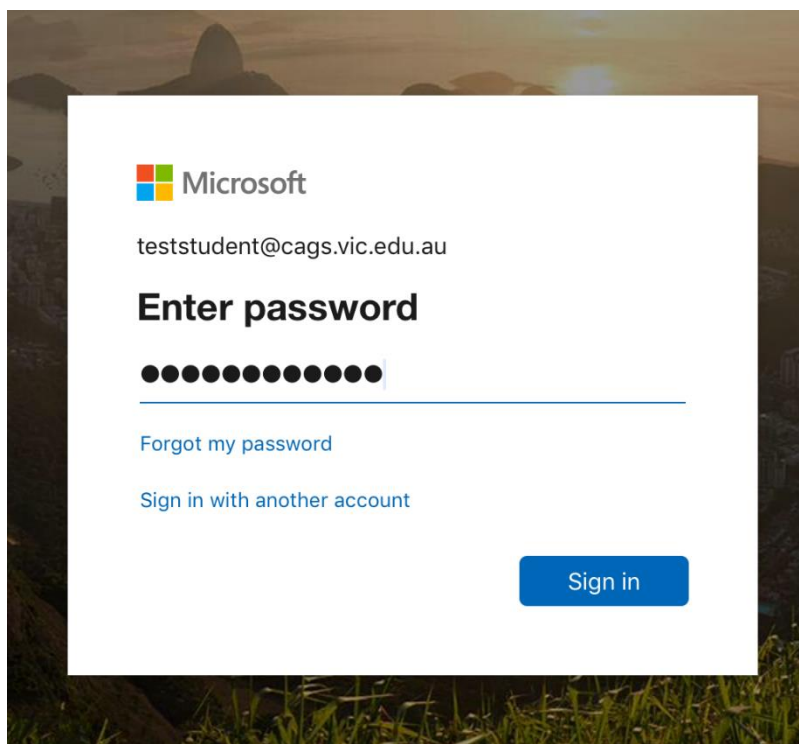 Microsoft
teststudent@cags.vic.edu.au
Enter password
●●●●●●●●●●●●
Forgot my password
Sign in with another account
Sign in